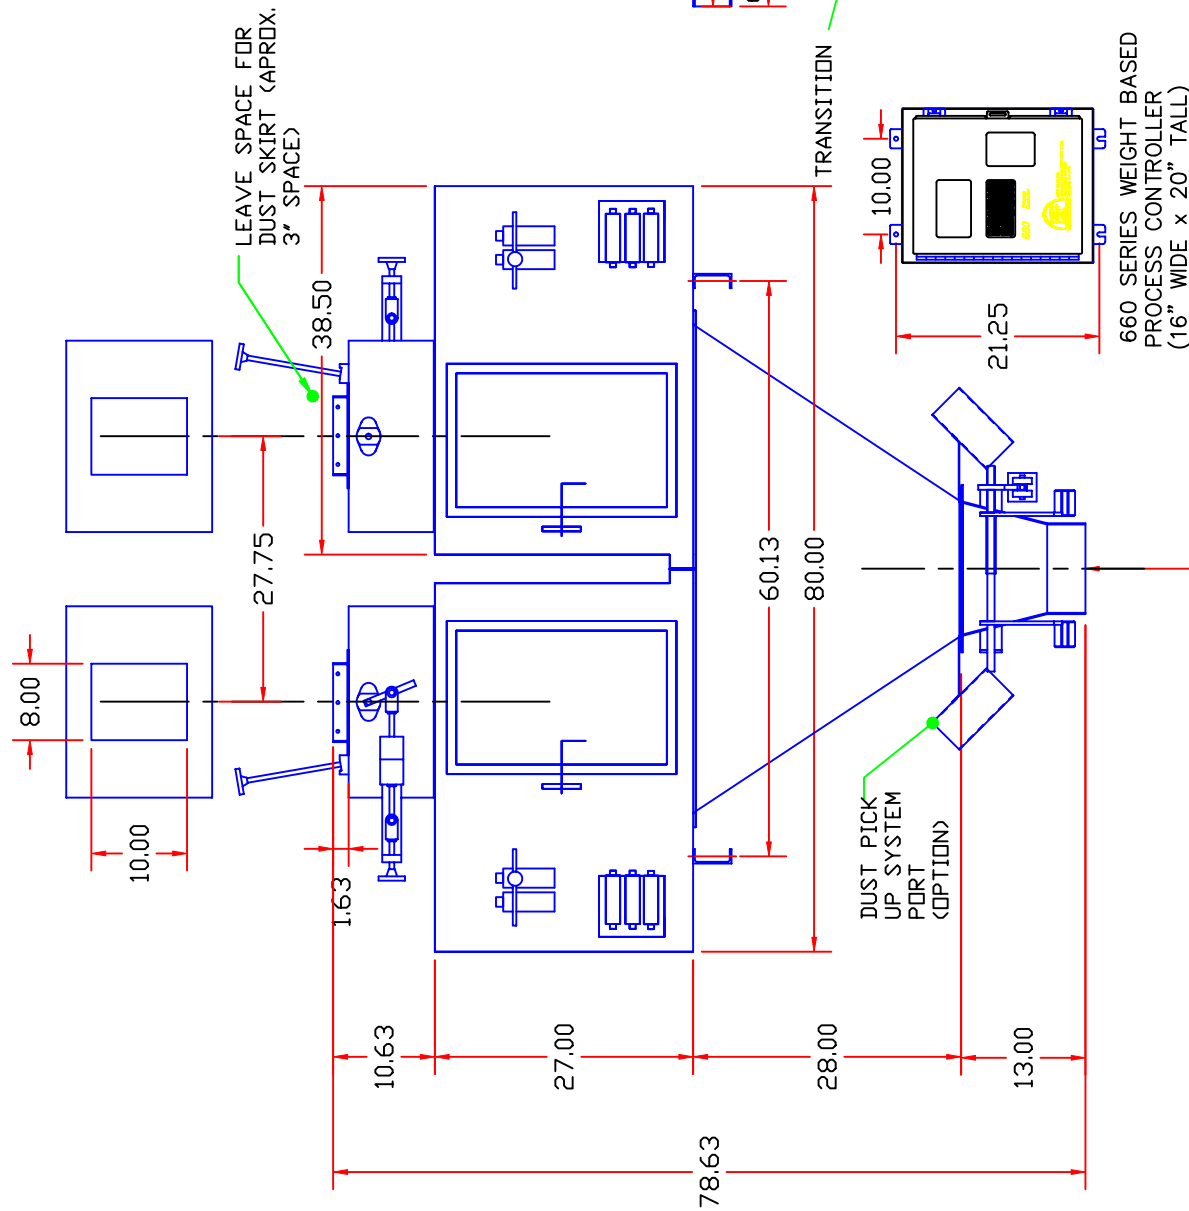 LEAVE SPACE FOR
DUST SKIRT (APROX.
3" SPACE)
8.00
10.00
27.75
38.50
1.63
TRANSITION
10.00
21.25
660 SERIES WEIGHT BASED
PROCESS CONTROLLER
(16" WIDE x 20" TALL)
60.13
80.00
DUST PICK
UP SYSTEM
PORT
(OPTION)
10.63
27.00
28.00
13.00
78.63